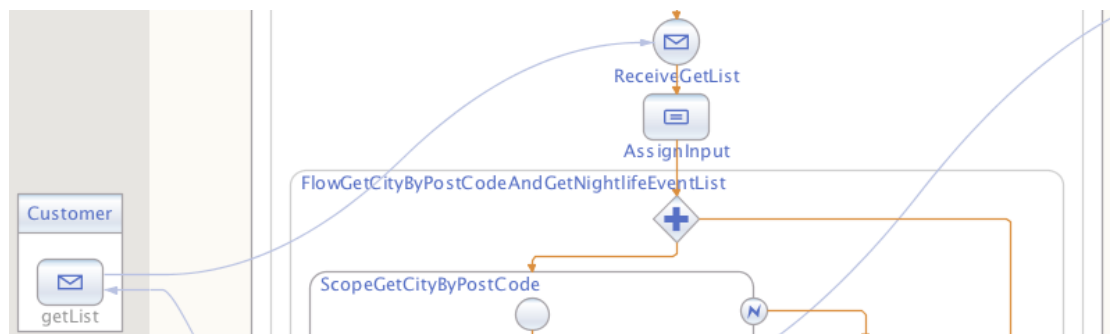 ReceiveGetList
AssignInput
FlowGetCityByPostCodeAndGetNightlifeEventList
Customer
ScopeGetCityByPostCode
getList